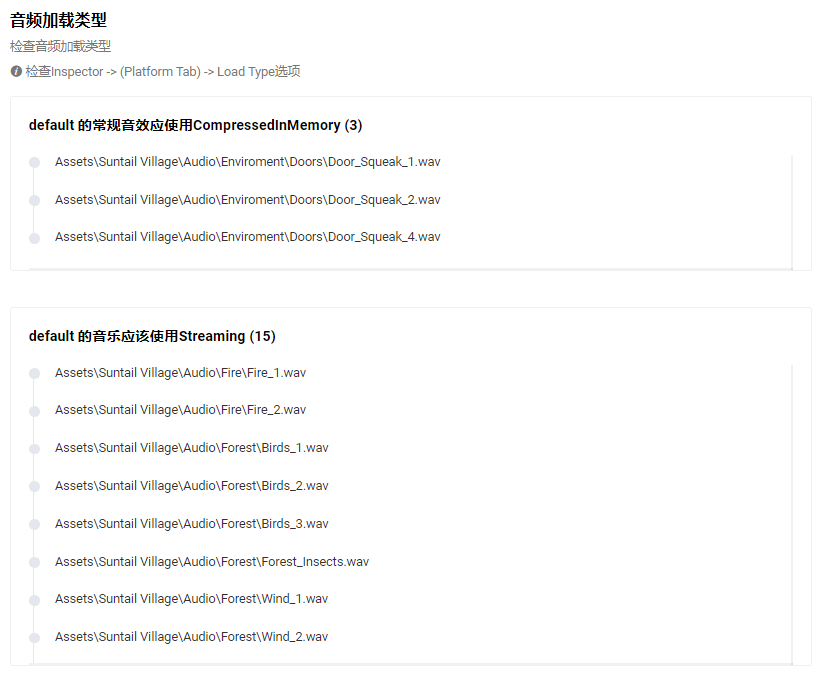 音频加载类型
检查音频加载类型
检查Inspector -> (Platform Tab) -> Load Type选项
default 的常规音效应使用CompressedInMemory (3)
Assets\Suntail Village\Audio\Enviroment\Doors\Door_Squeak_1.wav
Assets\Suntail Village\Audio\Enviroment\Doors\Door_Squeak_2.wav
Assets\Suntail Village\Audio\Enviroment\Doors\Door_Squeak_4.wav
default 的音乐应该使用Streaming (15)
Assets\Suntail Village\Audio\Fire\Fire_1.wav
Assets\Suntail Village\Audio\Fire\Fire_2.wav
Assets\Suntail Village\Audio\Forest\Birds_1.wav
Assets\Suntail Village\Audio\Forest\Birds_2.wav
Assets\Suntail Village\Audio\Forest\Birds_3.wav
Assets\Suntail Village\Audio\Forest\Forest_Insects.wav
Assets\Suntail Village\Audio\Forest\Wind_1.wav
Assets\Suntail Village\Audio\Forest\Wind_2.wav